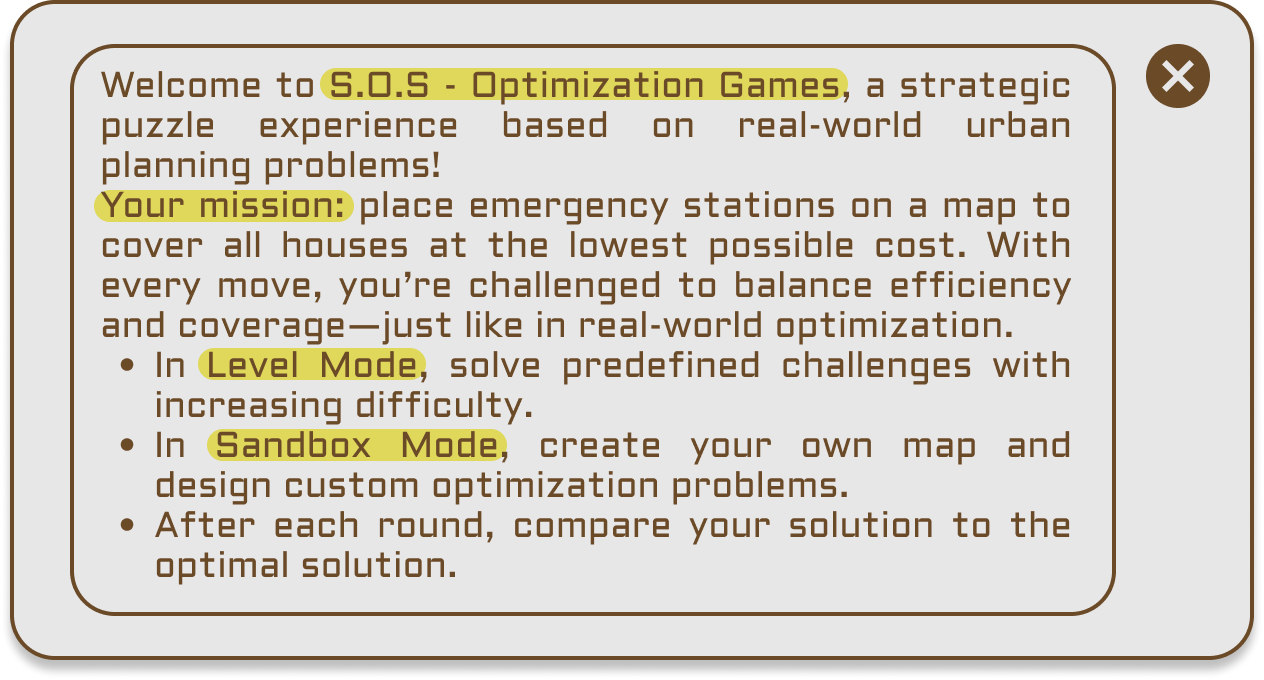 Welcome to S.O.S - Optimization Games, a strategic
puzzle experience based on real-world urban
planning problems!
Your mission: place emergency stations on a map to
cover all houses at the lowest possible cost. With
every move, you’re challenged to balance efficiency
and coverage—just like in real-world optimization.
• In Level Mode, solve predefined challenges with
increasing difficulty.
• In Sandbox Mode, create your own map and
design custom optimization problems.
• After each round, compare your solution to the
optimal solution.